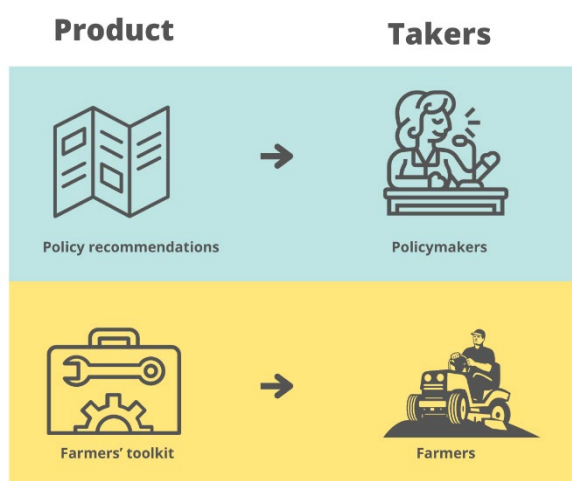 Product
Takers
Policy recommendations
Policymakers
Farmers’ toolkit
Farmers